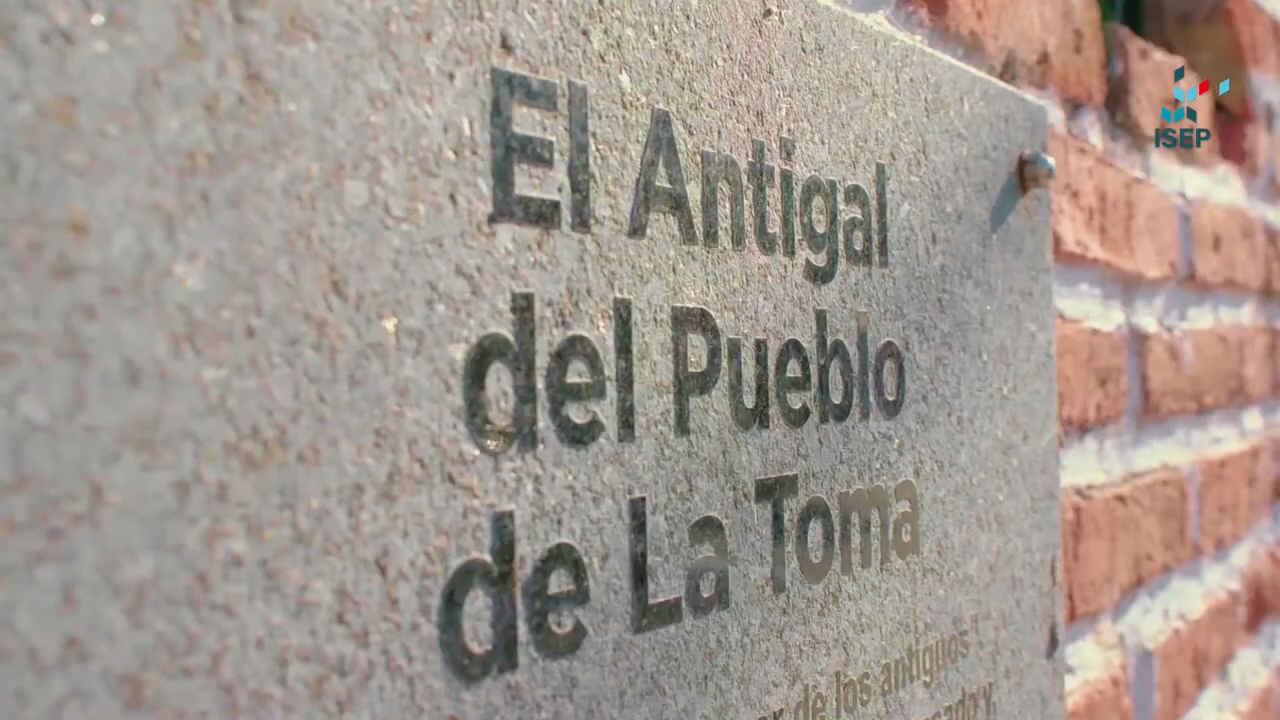 ISEP
El Antigal
del Pueblo
de La Toma
de los antiguos"